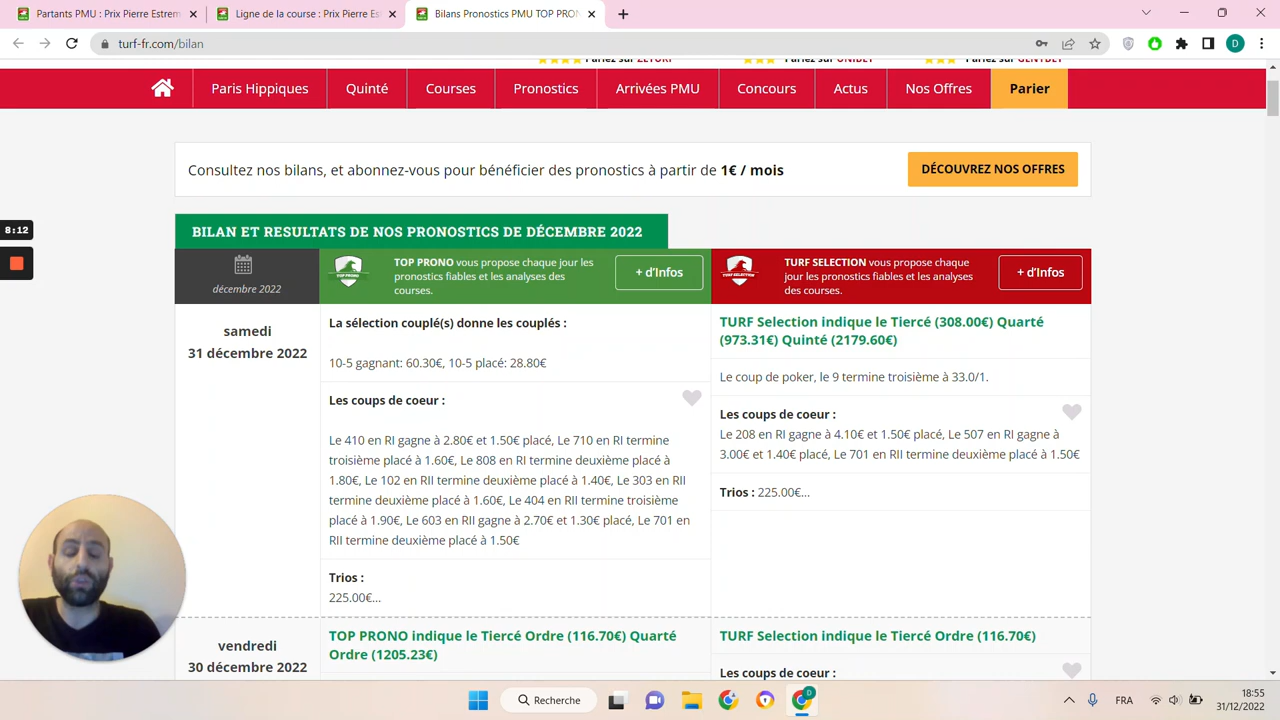 Partants PMU : Prix Pierre Estrem
Ligne de la course : Prix Pierre Es
Bilans Pronostics PMU TOP PRON
turf-fr.com/bilan
D
Pariez sur ZETURF
Pariez sur UNIBET
Pariez sur GENYBET
Paris Hippiques
Quinté
Courses
Pronostics
Arrivées PMU
Concours
Actus
Nos Offres
Parier
Consultez nos bilans, et abonnez-vous pour bénéficier des pronostics à partir de 1€ / mois
DÉCOUVREZ NOS OFFRES
8:12
BILAN ET RESULTATS DE NOS PRONOSTICS DE DÉCEMBRE 2022
décembre 2022
TOP PRONO
TOP PRONO vous propose chaque jour les
pronostics fiables et les analyses des
courses.
+ d'Infos
TURF SELECTION
TURF SELECTION vous propose chaque
jour les pronostics fiables et les analyses
des courses.
+ d'Infos
samedi
31 décembre 2022
La sélection couplé(s) donne les couplés :
10-5 gagnant: 60.30€, 10-5 placé: 28.80€
Les coups de coeur :
Le 410 en RI gagne à 2.80€ et 1.50€ placé, Le 710 en RI termine
troisième placé à 1.60€, Le 808 en RI termine deuxième placé à
1.80€, Le 102 en RII termine deuxième placé à 1.40€, Le 303 en RII
termine deuxième placé à 1.60€, Le 404 en RII termine troisième
placé à 1.90€, Le 603 en RII gagne à 2.70€ et 1.30€ placé, Le 701 en
RII termine deuxième placé à 1.50€
Trios :
225.00€...
TURF Selection indique le Tiercé (308.00€) Quarté
(973.31€) Quinté (2179.60€)
Le coup de poker, le 9 termine troisième à 33.0/1.
Les coups de coeur :
Le 208 en RI gagne à 4.10€ et 1.50€ placé, Le 507 en RI gagne à
3.00€ et 1.40€ placé, Le 701 en RII termine deuxième placé à 1.50€
Trios : 225.00€...
vendredi
30 décembre 2022
TOP PRONO indique le Tiercé Ordre (116.70€) Quarté
Ordre (1205.23€)
TURF Selection indique le Tiercé Ordre (116.70€)
Les coups de coeur :
Recherche
D
FRA
18:55
31/12/2022